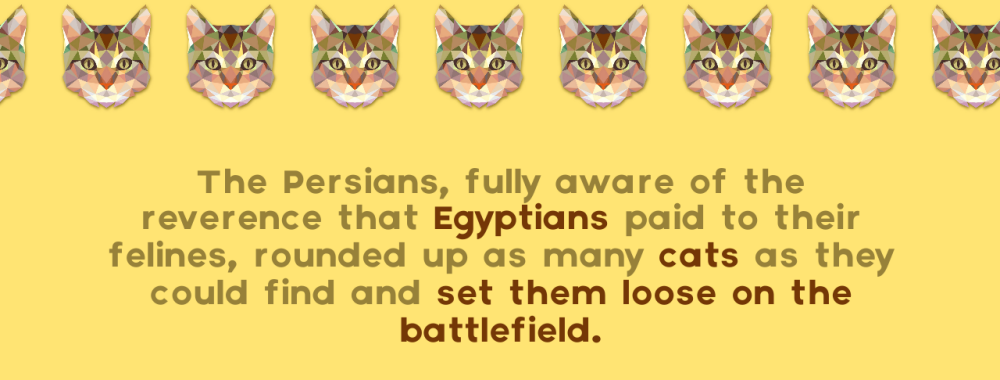 The Persians, fully aware of the
reverence that Egyptians paid to their
felines, rounded up as many cats as they
could find and set them loose on the
battlefield.